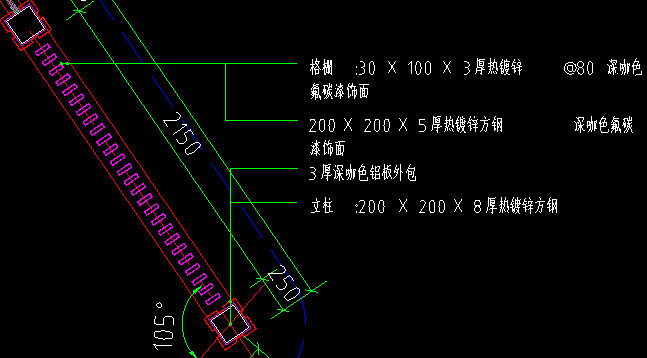 格栅 :30 X 100 X 3厚热镀锌 @80 深咖色
氟碳漆饰面
200 X 200 X 5厚热镀锌方钢 深咖色氟碳
漆饰面
3厚深咖色铝板外包
立柱 :200 X 200 X 8厚热镀锌方钢
2150
250
105°